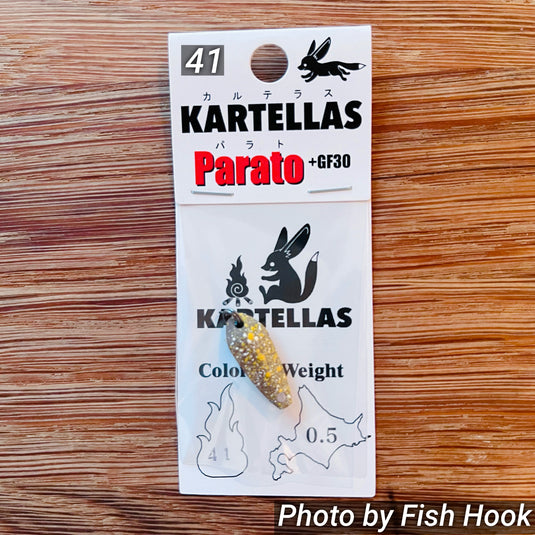 41
カルテラス
KARTELLAS
パラト
Parato +GF30
KARTELLAS
Color Weight
41 0.5
Photo by Fish Hook